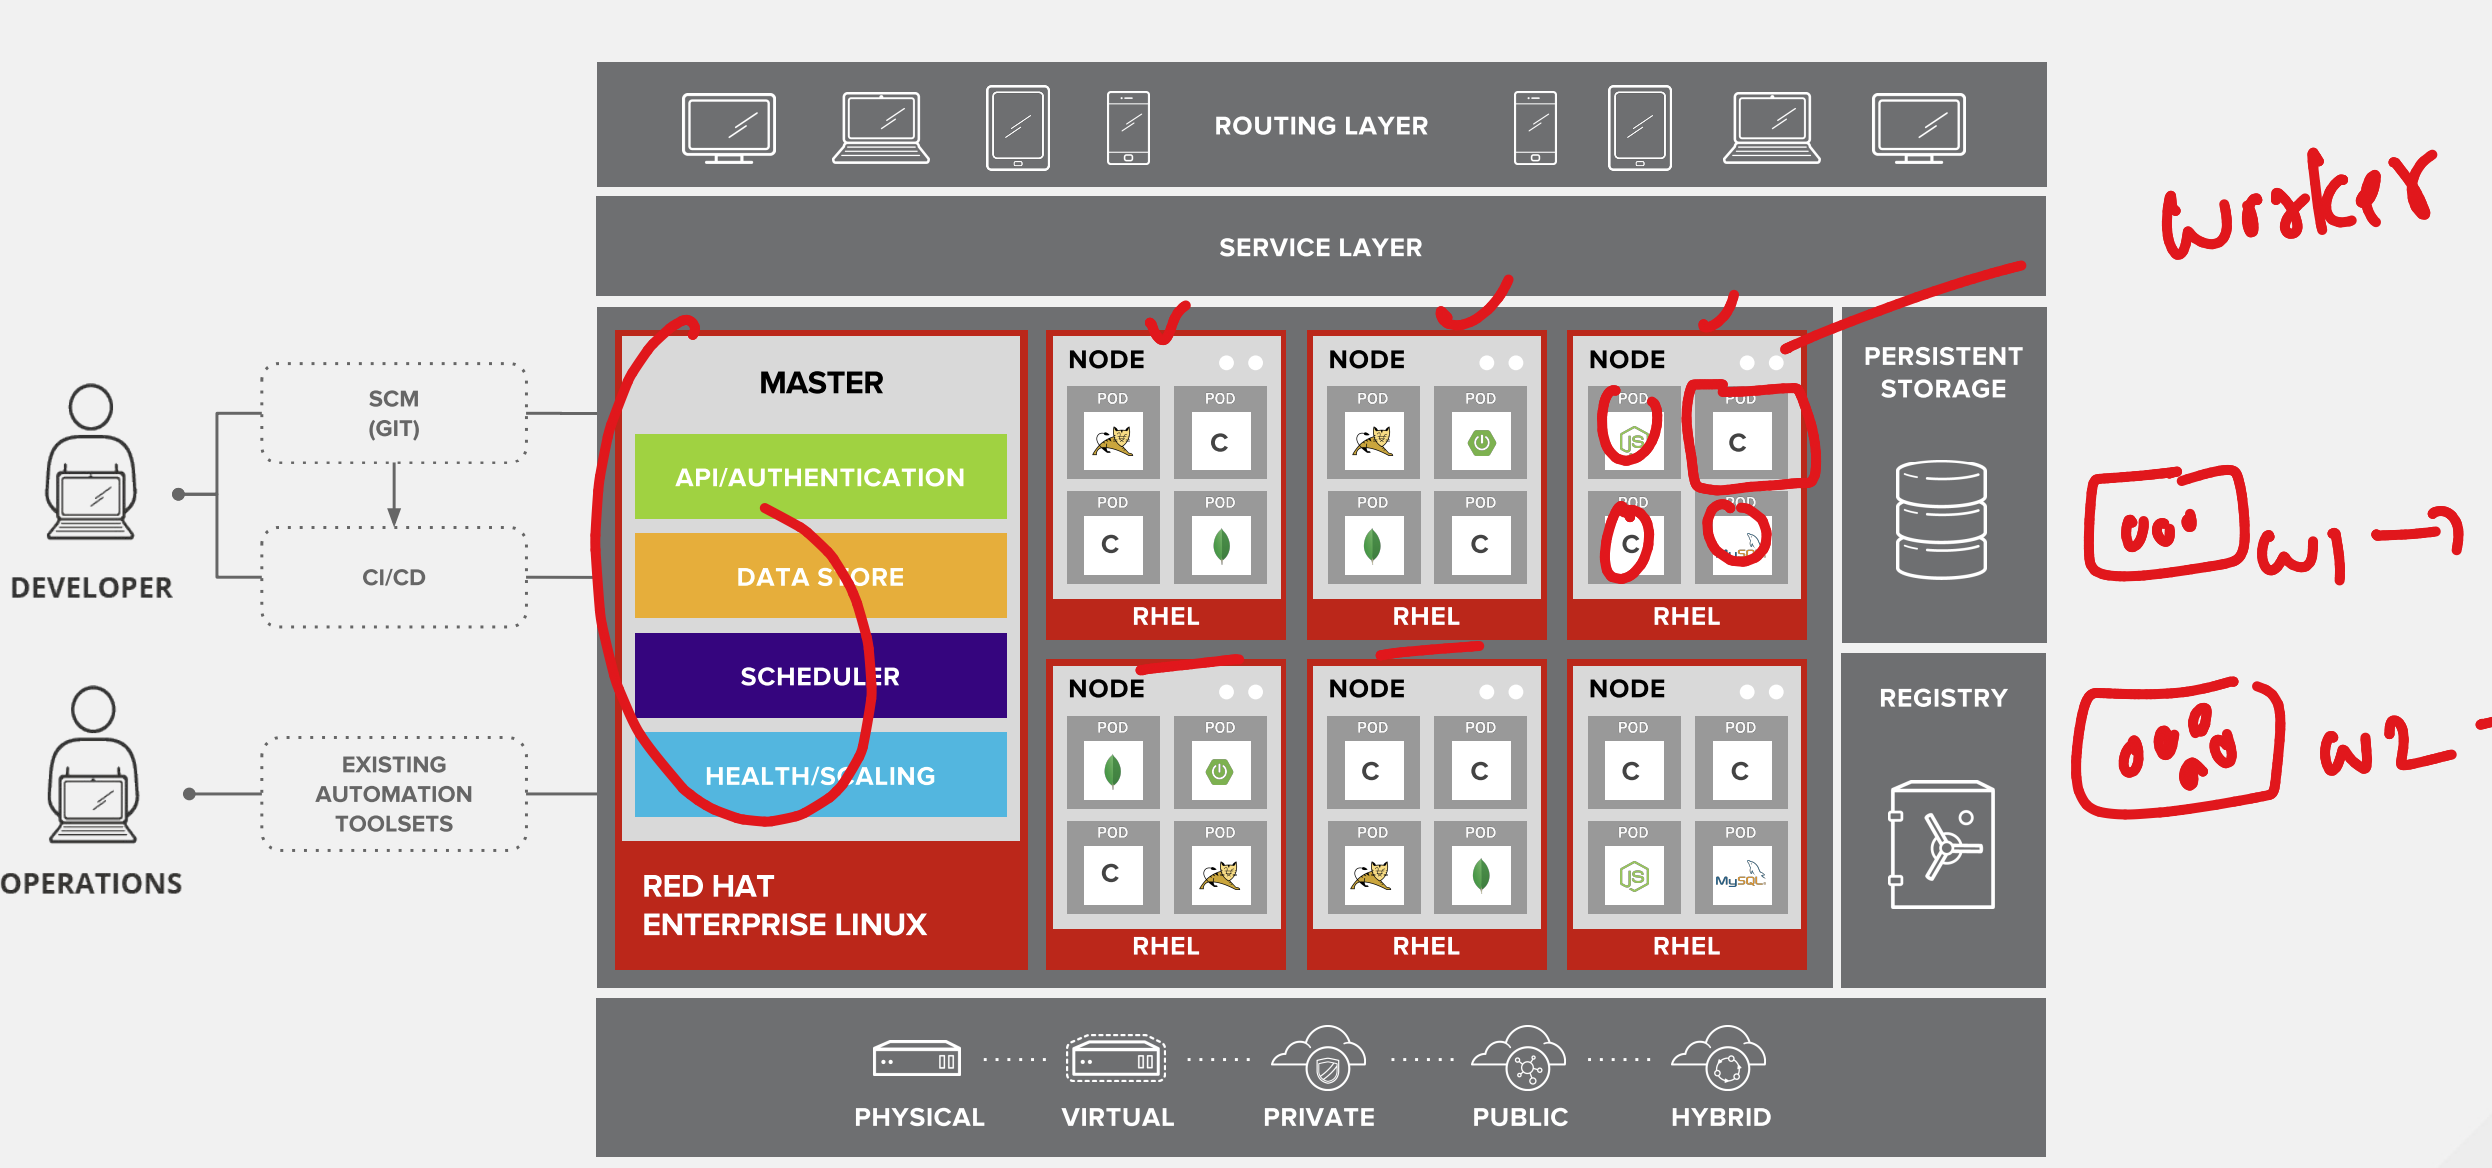 ROUTING LAYER
worker
SERVICE LAYER
MASTER
API/AUTHENTICATION
DATA STORE
SCHEDULER
HEALTH/SCALING
RED HAT
ENTERPRISE LINUX
NODE
POD
POD
C
POD
C
POD
RHEL
NODE
POD
POD
POD
POD
C
RHEL
NODE
POD
JS
POD
C
POD
C
POD
MySQL
RHEL
NODE
POD
POD
POD
C
POD
RHEL
NODE
POD
C
POD
C
POD
POD
RHEL
NODE
POD
C
POD
C
POD
JS
POD
MySQL
RHEL
PERSISTENT
STORAGE
REGISTRY
w1
w2
SCM
(GIT)
CI/CD
DEVELOPER
EXISTING
AUTOMATION
TOOLSETS
OPERATIONS
PHYSICAL
VIRTUAL
PRIVATE
PUBLIC
HYBRID